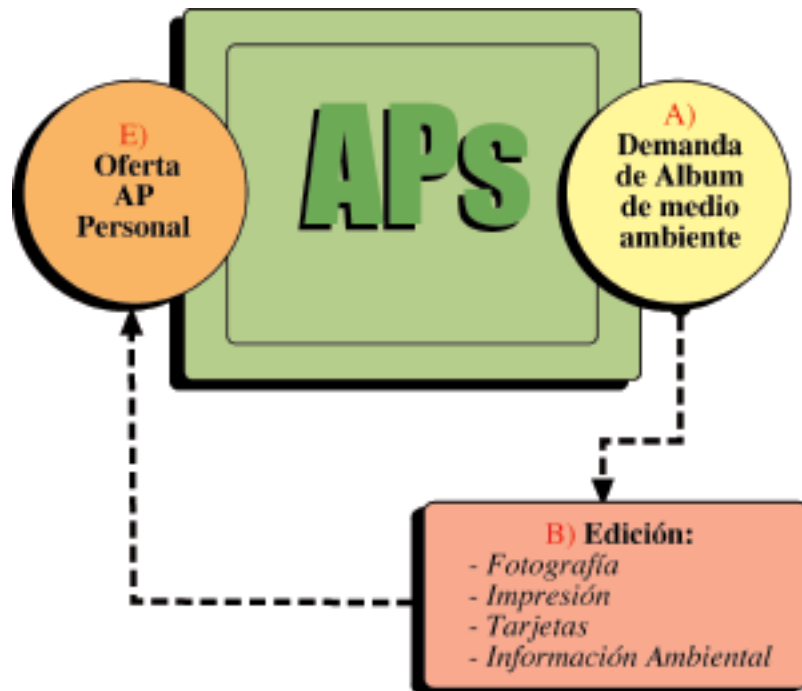 APs
E)
Oferta
AP
Personal
A)
Demanda
de Album
de medio
ambiente
B) Edición:
- Fotografía
- Impresión
- Tarjetas
- Información Ambiental